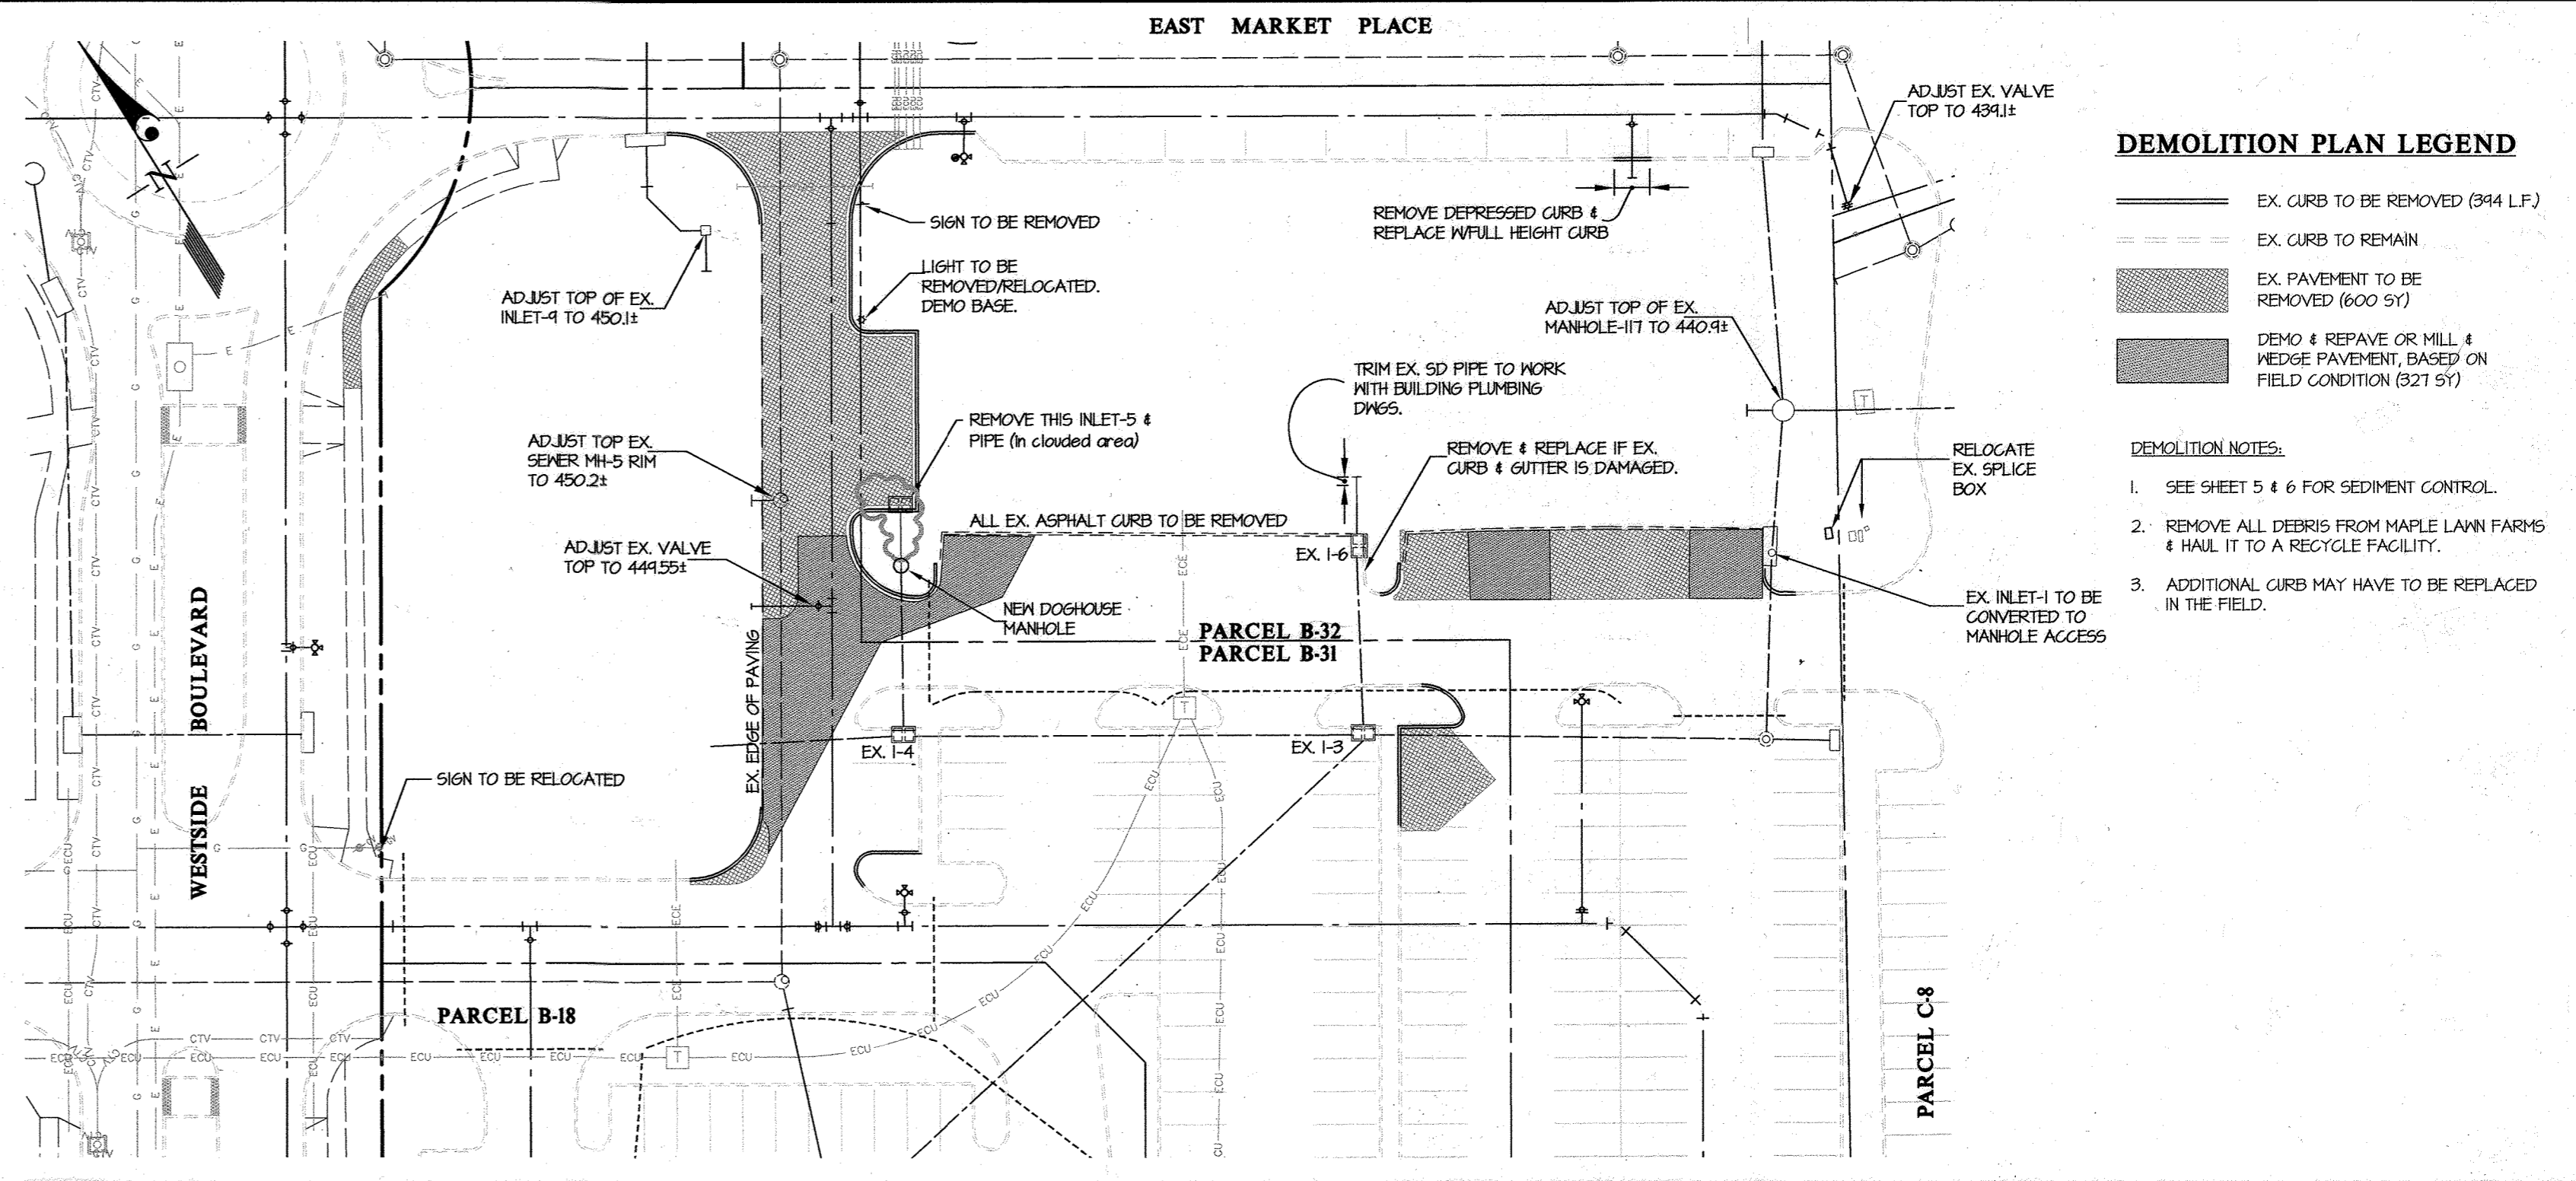 EAST MARKET PLACE
ADJUST EX. VALVE
TOP TO 439.1±
DEMOLITION PLAN LEGEND
EX. CURB TO BE REMOVED (394 L.F.)
EX. CURB TO REMAIN
EX. PAVEMENT TO BE
REMOVED (600 SY)
DEMO & REPAVE OR MILL &
WEDGE PAVEMENT, BASED ON
FIELD CONDITION (327 SY)
DEMOLITION NOTES:
1. SEE SHEET 5 & 6 FOR SEDIMENT CONTROL.
2. REMOVE ALL DEBRIS FROM MAPLE LAWN FARMS
& HAUL IT TO A RECYCLE FACILITY.
3. ADDITIONAL CURB MAY HAVE TO BE REPLACED
IN THE FIELD.
N
SIGN TO BE REMOVED
REMOVE DEPRESSED CURB &
REPLACE W/FULL HEIGHT CURB
LIGHT TO BE
REMOVED/RELOCATED.
DEMO BASE.
ADJUST TOP OF EX.
INLET-9 TO 450.1±
ADJUST TOP OF EX.
MANHOLE-117 TO 440.9±
TRIM EX. SD PIPE TO WORK
WITH BUILDING PLUMBING
DWGS.
REMOVE THIS INLET-5 &
PIPE (in clouded area)
ADJUST TOP EX.
SEWER MH-5 RIM
TO 450.2±
REMOVE & REPLACE IF EX.
CURB & GUTTER IS DAMAGED.
RELOCATE
EX. SPLICE
BOX
ALL EX. ASPHALT CURB TO BE REMOVED
EX. I-6
ADJUST EX. VALVE
TOP TO 449.55±
NEW DOGHOUSE
MANHOLE
EX. INLET-1 TO BE
CONVERTED TO
MANHOLE ACCESS
PARCEL B-32
PARCEL B-31
EX. EDGE OF PAVING
EX. I-4
EX. I-3
WESTSIDE BOULEVARD
SIGN TO BE RELOCATED
PARCEL B-18
PARCEL C-8
CTV
G
E
ECU
ECE
T